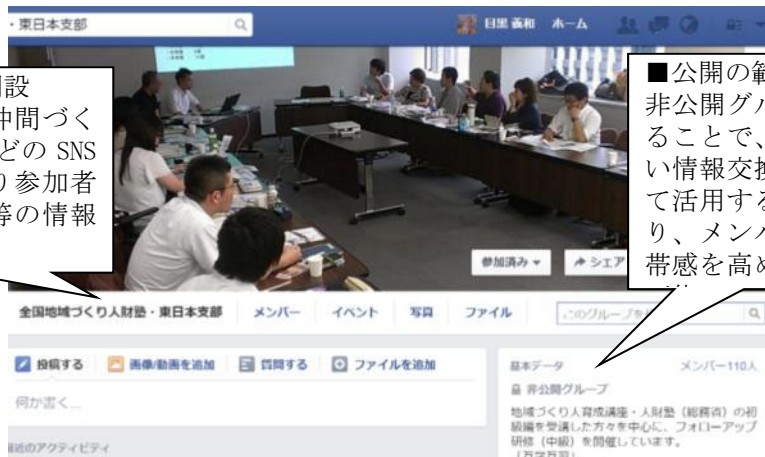 ・東日本支部
目黒 義和 ホーム
開設
仲間づく
どの SNS
り参加者
等の情報
■公開の範
非公開グル
ることで、
い情報交換
て活用する
り、メンバ
帯感を高め
参加済み
シェア
全国地域づくり人財塾・東日本支部 メンバー イベント 写真 ファイル
投稿する 画像/動画を追加 質問する ファイルを追加
何か書く...
最近のアクティビティ
基本データ メンバー110人
非公開グループ
地域づくり人育成講座・人財塾（総務省）の初
級編を受講した方々を中心に、フォローアップ
研修（中級）を開催しています。